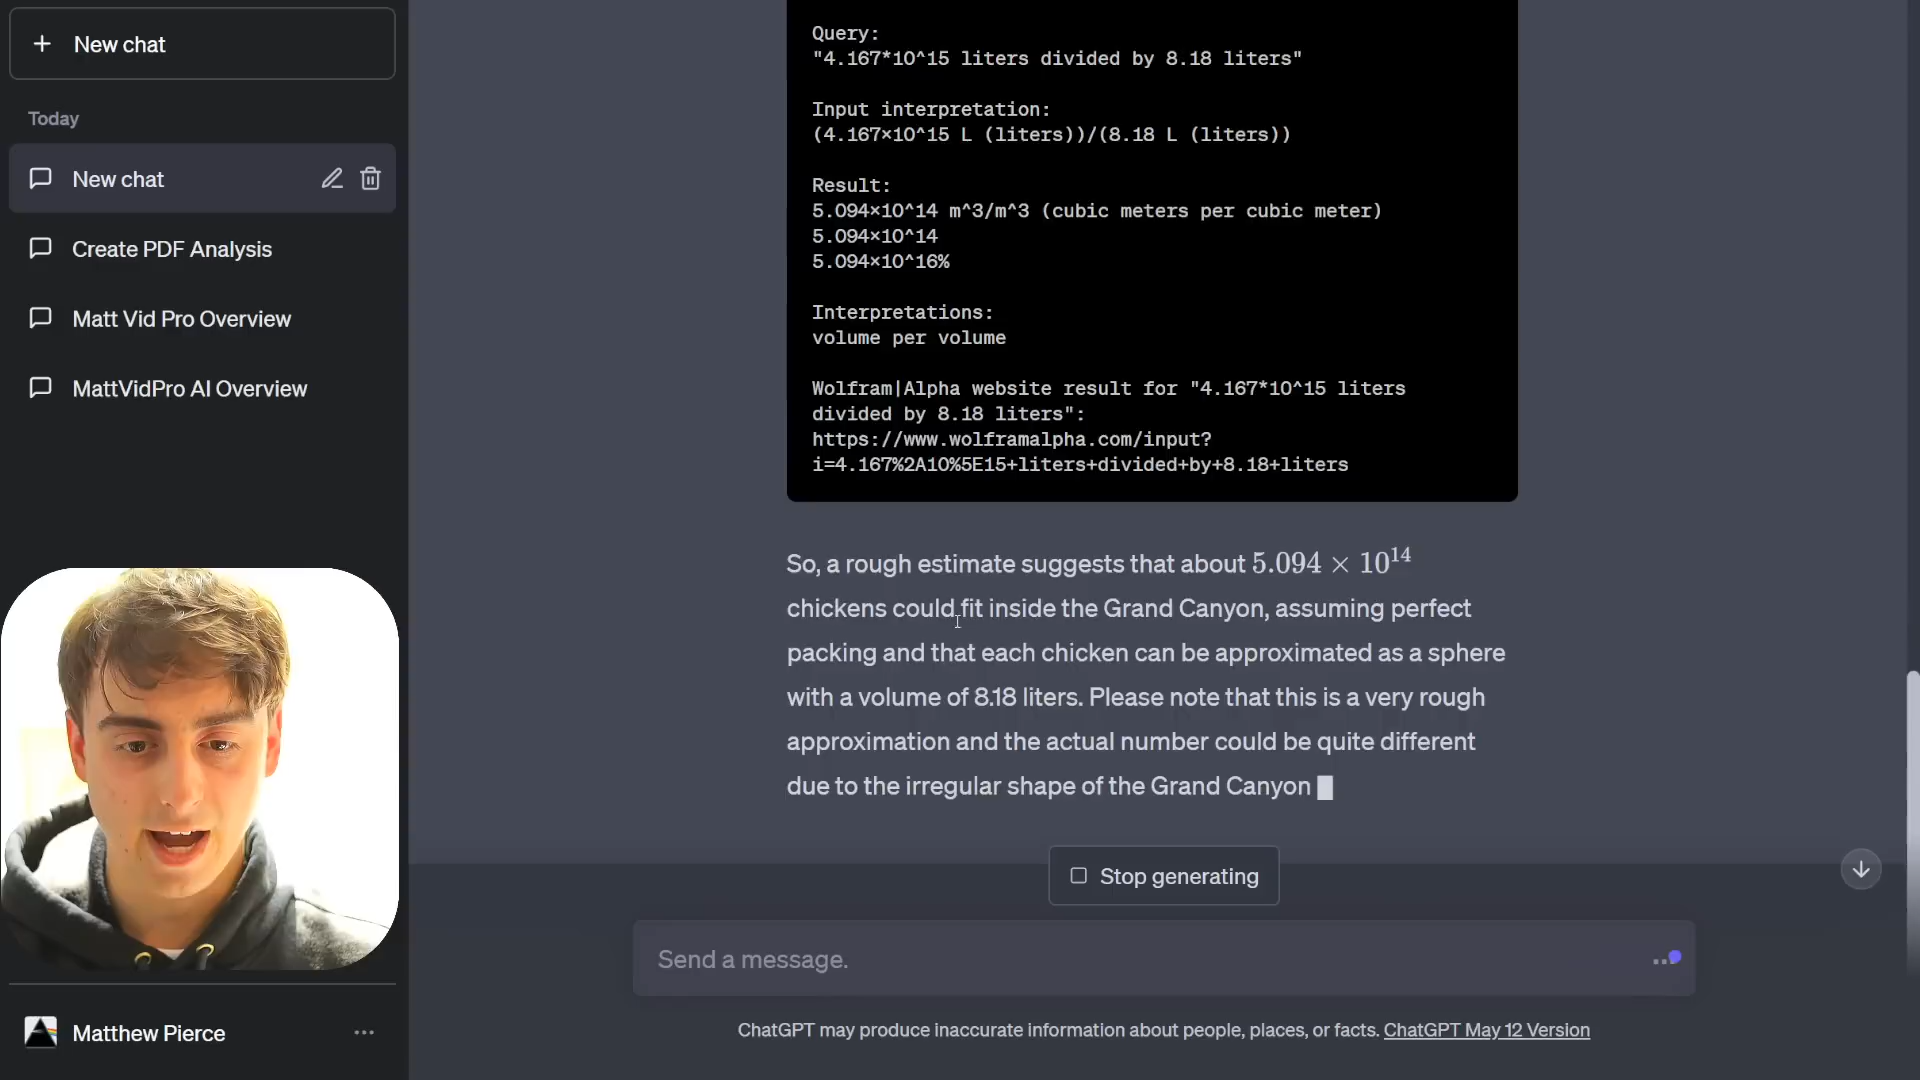 New chat
Today
New chat
Create PDF Analysis
Matt Vid Pro Overview
MattVidPro AI Overview
Matthew Pierce
Query:
"4.167*10^15 liters divided by 8.18 liters"
Input interpretation:
(4.167×10^15 L (liters))/(8.18 L (liters))
Result:
5.094×10^14 m^3/m^3 (cubic meters per cubic meter)
5.094×10^14
5.094×10^16%
Interpretations:
volume per volume
Wolfram|Alpha website result for "4.167*10^15 liters
divided by 8.18 liters":
https://www.wolframalpha.com/input?
i=4.167%2A10%5E15+liters+divided+by+8.18+liters
So, a rough estimate suggests that about 5.094 × 10¹⁴
chickens could fit inside the Grand Canyon, assuming perfect
packing and that each chicken can be approximated as a sphere
with a volume of 8.18 liters. Please note that this is a very rough
approximation and the actual number could be quite different
due to the irregular shape of the Grand Canyon
Stop generating
Send a message.
ChatGPT may produce inaccurate information about people, places, or facts. ChatGPT May 12 Version